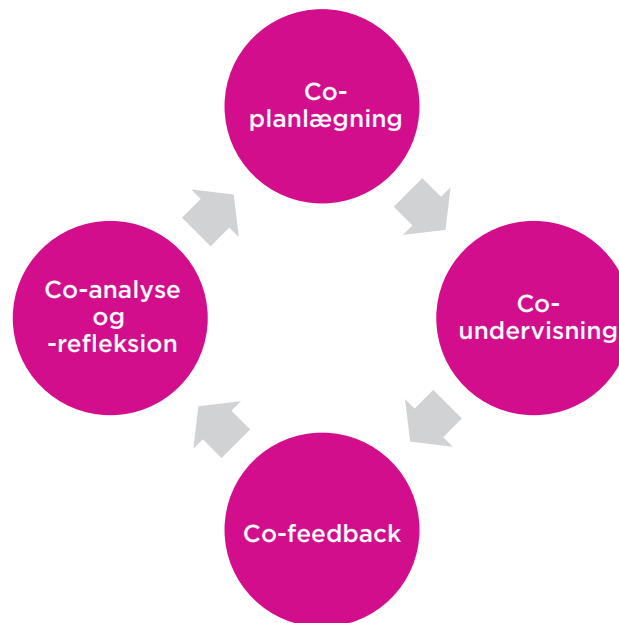 Co-
planlægning
Co-
undervisning
Co-feedback
Co-analyse
og
-refleksion